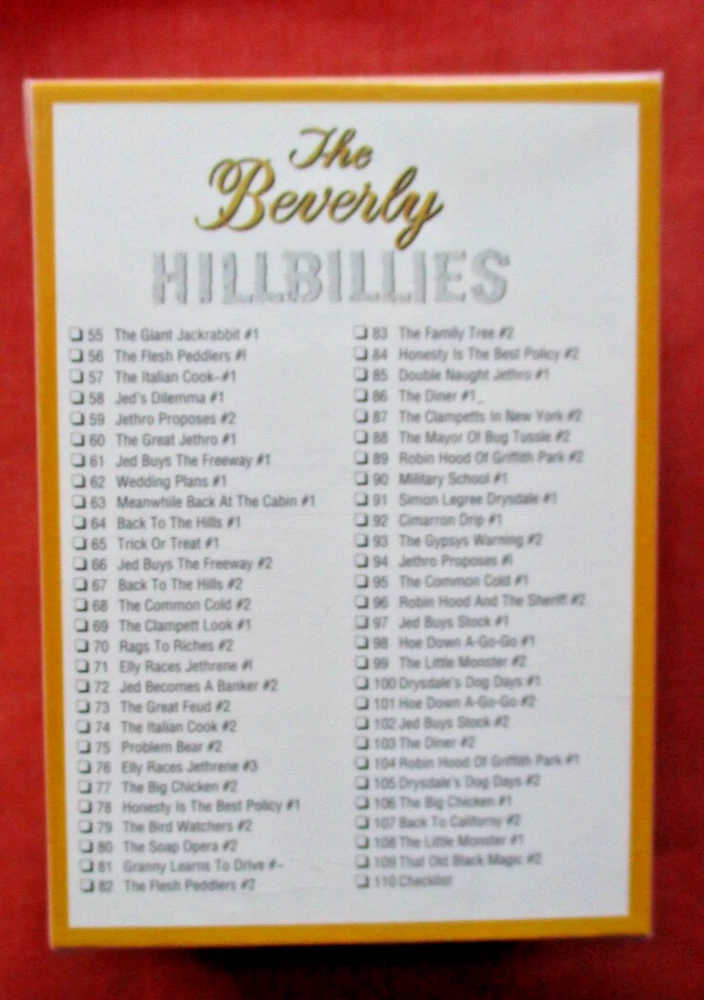 The
Beverly
HILLBILLIES
55 The Giant Jackrabbit #1
56 The Flesh Peddlers #1
57 The Italian Cook-#1
58 Jed's Dilemma #1
59 Jethro Proposes #2
60 The Great Jethro #1
61 Jed Buys The Freeway #1
62 Wedding Plans #1
63 Meanwhile Back At The Cabin #1
64 Back To The Hills #1
65 Trick Or Treat #1
66 Jed Buys The Freeway #2
67 Back To The Hills #2
68 The Common Cold #2
69 The Clampett Look #1
70 Rags To Riches #2
71 Elly Races Jethrene #1
72 Jed Becomes A Banker #2
73 The Great Feud #2
74 The Italian Cook #2
75 Problem Bear #2
76 Elly Races Jethrene #3
77 The Big Chicken #2
78 Honesty Is The Best Policy #1
79 The Bird Watchers #2
80 The Soap Opera #2
81 Granny Learns To Drive #-
82 The Flesh Peddlers #2
83 The Family Tree #2
84 Honesty Is The Best Policy #2
85 Double Naught Jethro #1
86 The Diner #1_
87 The Clampetts In New York #2
88 The Mayor Of Bug Tussle #2
89 Robin Hood Of Griffith Park #2
90 Military School #1
91 Simon Legree Drysdale #1
92 Cimarron Drip #1
93 The Gypsys Warning #2
94 Jethro Proposes #1
95 The Common Cold #1
96 Robin Hood And The Sheriff #2
97 Jed Buys Stock #1
98 Hoe Down A-Go-Go #1
99 The Little Monster #2
100 Drysdale's Dog Days #1
101 Hoe Down A-Go-Go #2
102 Jed Buys Stock #2
103 The Diner #2
104 Robin Hood Of Griffith Park #1
105 Drysdale's Dog Days #2
106 The Big Chicken #1
107 Back To Californy #2
108 The Little Monster #1
109 That Old Black Magic #2
110 Checklist